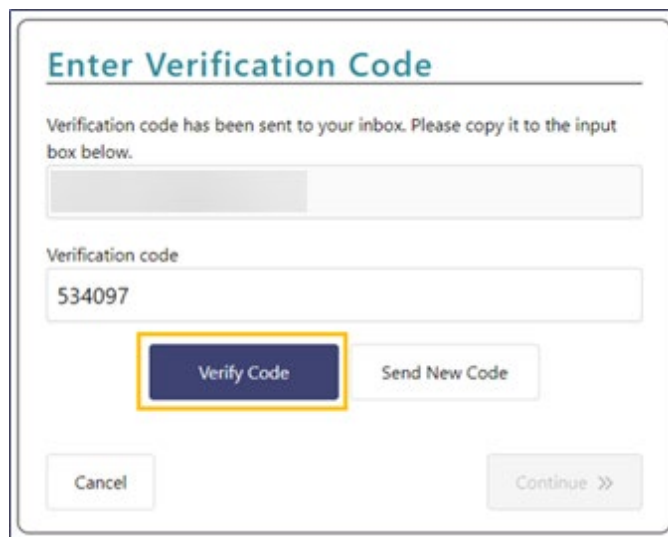 Enter Verification Code
Verification code has been sent to your inbox. Please copy it to the input
box below.
Verification code
534097
Verify Code
Send New Code
Cancel
Continue »